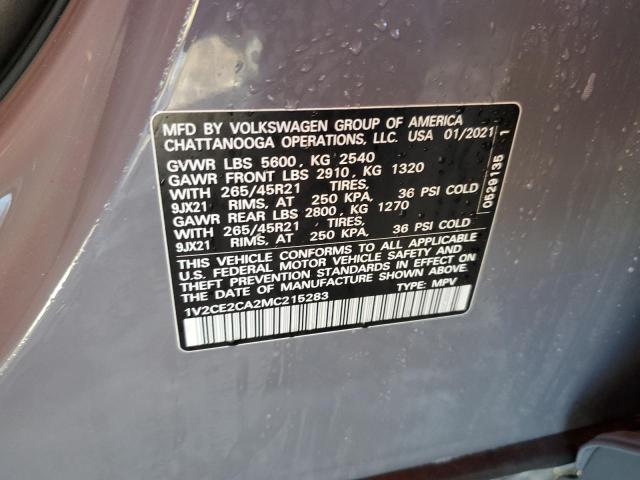 MFD BY VOLKSWAGEN GROUP OF AMERICA
CHATTANOOGA OPERATIONS, LLC. USA 01/2021
GVWR LBS 5600, KG 2540
GAWR FRONT LBS 2910, KG 1320
WITH 265/45R21 TIRES,
9JX21 RIMS, AT 250 KPA, 36 PSI COLD
GAWR REAR LBS 2800, KG 1270
WITH 265/45R21 TIRES,
9JX21 RIMS, AT 250 KPA, 36 PSI COLD
THIS VEHICLE CONFORMS TO ALL APPLICABLE
U.S. FEDERAL MOTOR VEHICLE SAFETY AND
THEFT PREVENTION STANDARDS IN EFFECT ON
THE DATE OF MANUFACTURE SHOWN ABOVE.
1V2CE2CA2MC215283 TYPE: MPV
0529135 1